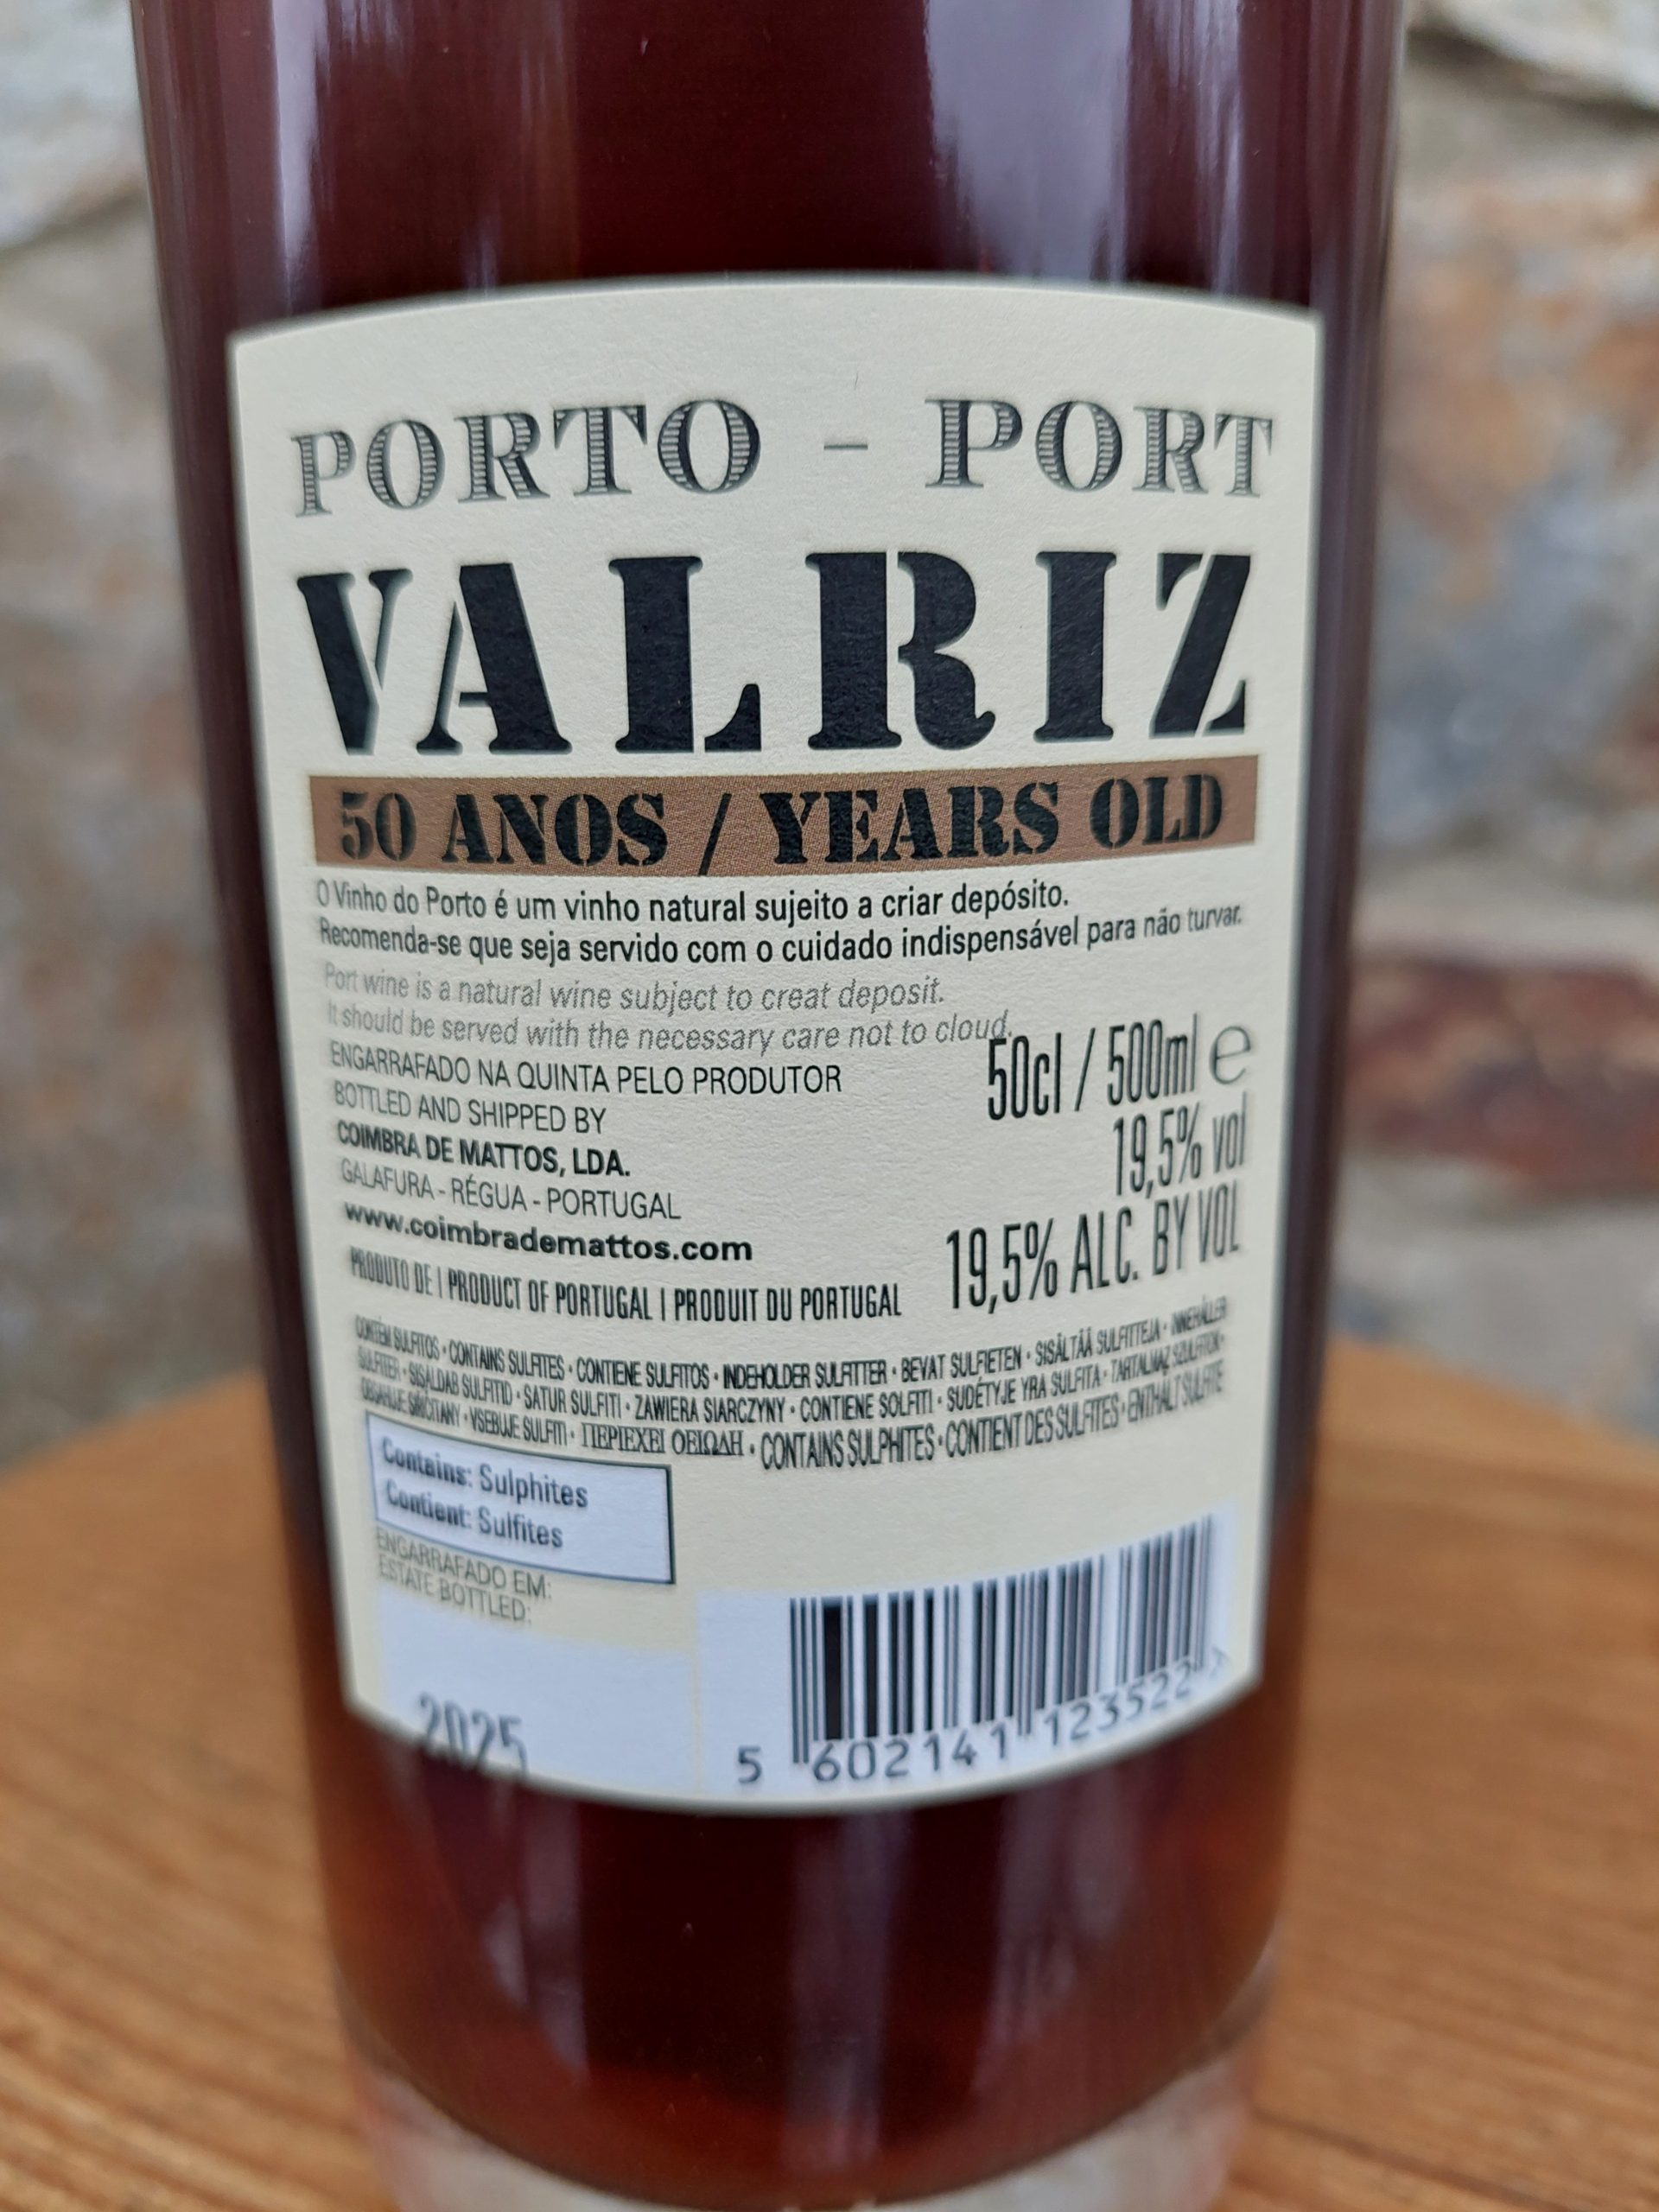 PORTO - PORT
VALRIZ
50 ANOS / YEARS OLD
O Vinho do Porto é um vinho natural sujeito a criar depósito.
Recomenda-se que seja servido com o cuidado indispensável para não turvar.
Port wine is a natural wine subject to creat deposit.
It should be served with the necessary care not to cloud.
ENGARRAFADO NA QUINTA PELO PRODUTOR
BOTTLED AND SHIPPED BY
COIMBRA DE MATTOS, LDA.
GALAFURA - RÉGUA - PORTUGAL
www.coimbrademattos.com
PRODUTO DE | PRODUCT OF PORTUGAL | PRODUIT DU PORTUGAL
50cl / 500ml e
19,5% vol
19,5% ALC. BY VOL
CONTÉM SULFITOS · CONTAINS SULFITES · CONTIENE SULFITOS · INDEHOLDER SULFITTER · BEVAT SULFIETEN · SISÄLTÄÄ SULFITTEJA · INNEHÅLLER
SULFITER · SISALDAB SULFITID · SATUR SULFITI · ZAWIERA SIARCZYNY · CONTIENE SOLFITI · SUDÉTYJE YRA SULFITA · TARTALMAZ SZULFITOK ·
OBSAHUJE SIRČITANY · VSEBUJE SULFITI · ΠΕΡΙΕΧΕΙ ΟΕΙΩΔΗ · CONTAINS SULPHITES · CONTIENT DES SULFITES · ENTHÄLT SULFITE
Contains: Sulphites
Contient: Sulfites
ENGARRAFADO EM:
ESTATE BOTTLED:
2025
5 602141 123522